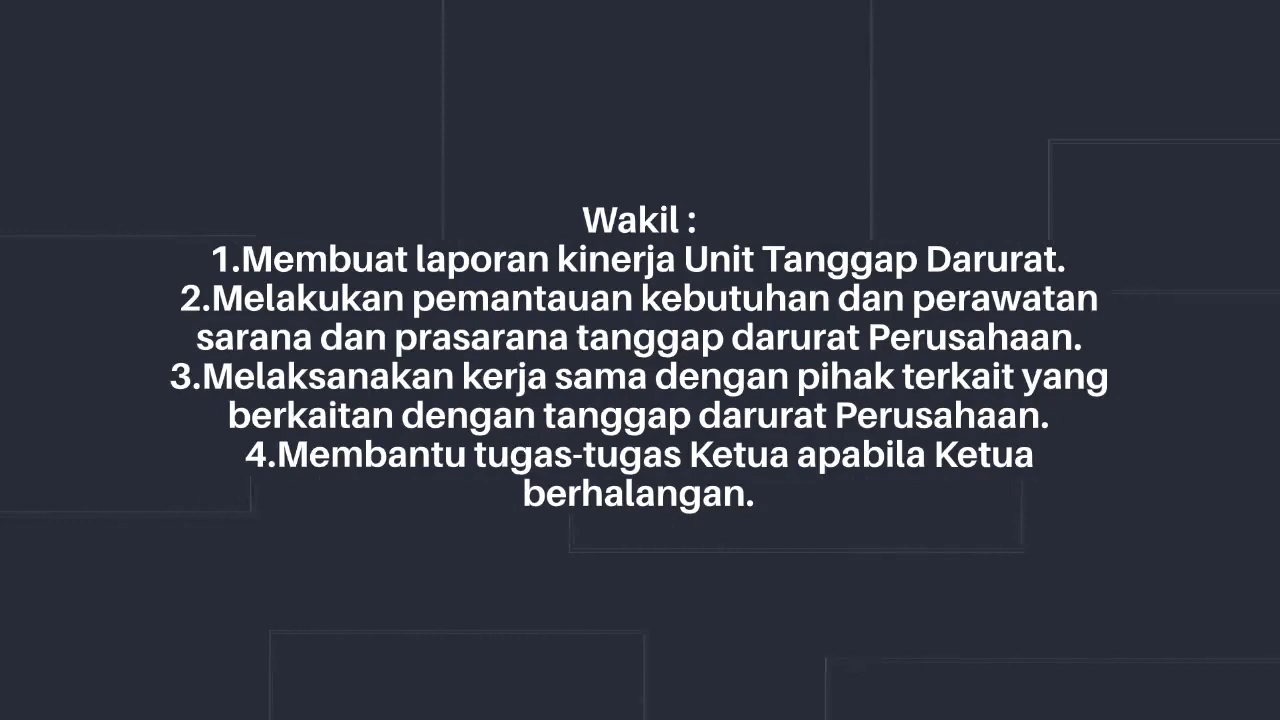 Wakil :
1.Membuat laporan kinerja Unit Tanggap Darurat.
2.Melakukan pemantauan kebutuhan dan perawatan
sarana dan prasarana tanggap darurat Perusahaan.
3.Melaksanakan kerja sama dengan pihak terkait yang
berkaitan dengan tanggap darurat Perusahaan.
4.Membantu tugas-tugas Ketua apabila Ketua
berhalangan.